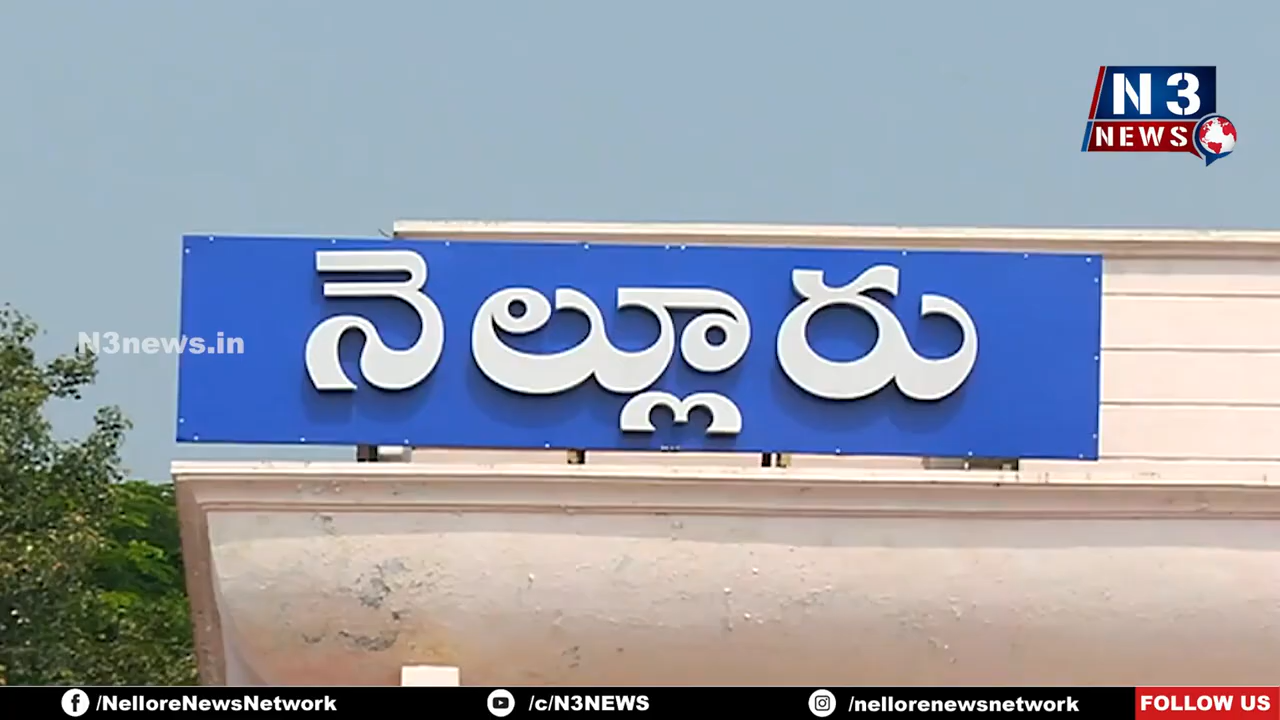 N3
NEWS
నెల్లూరు
N3news.in
/NelloreNewsNetwork
/c/N3NEWS
/nellorenewsnetwork
FOLLOW US